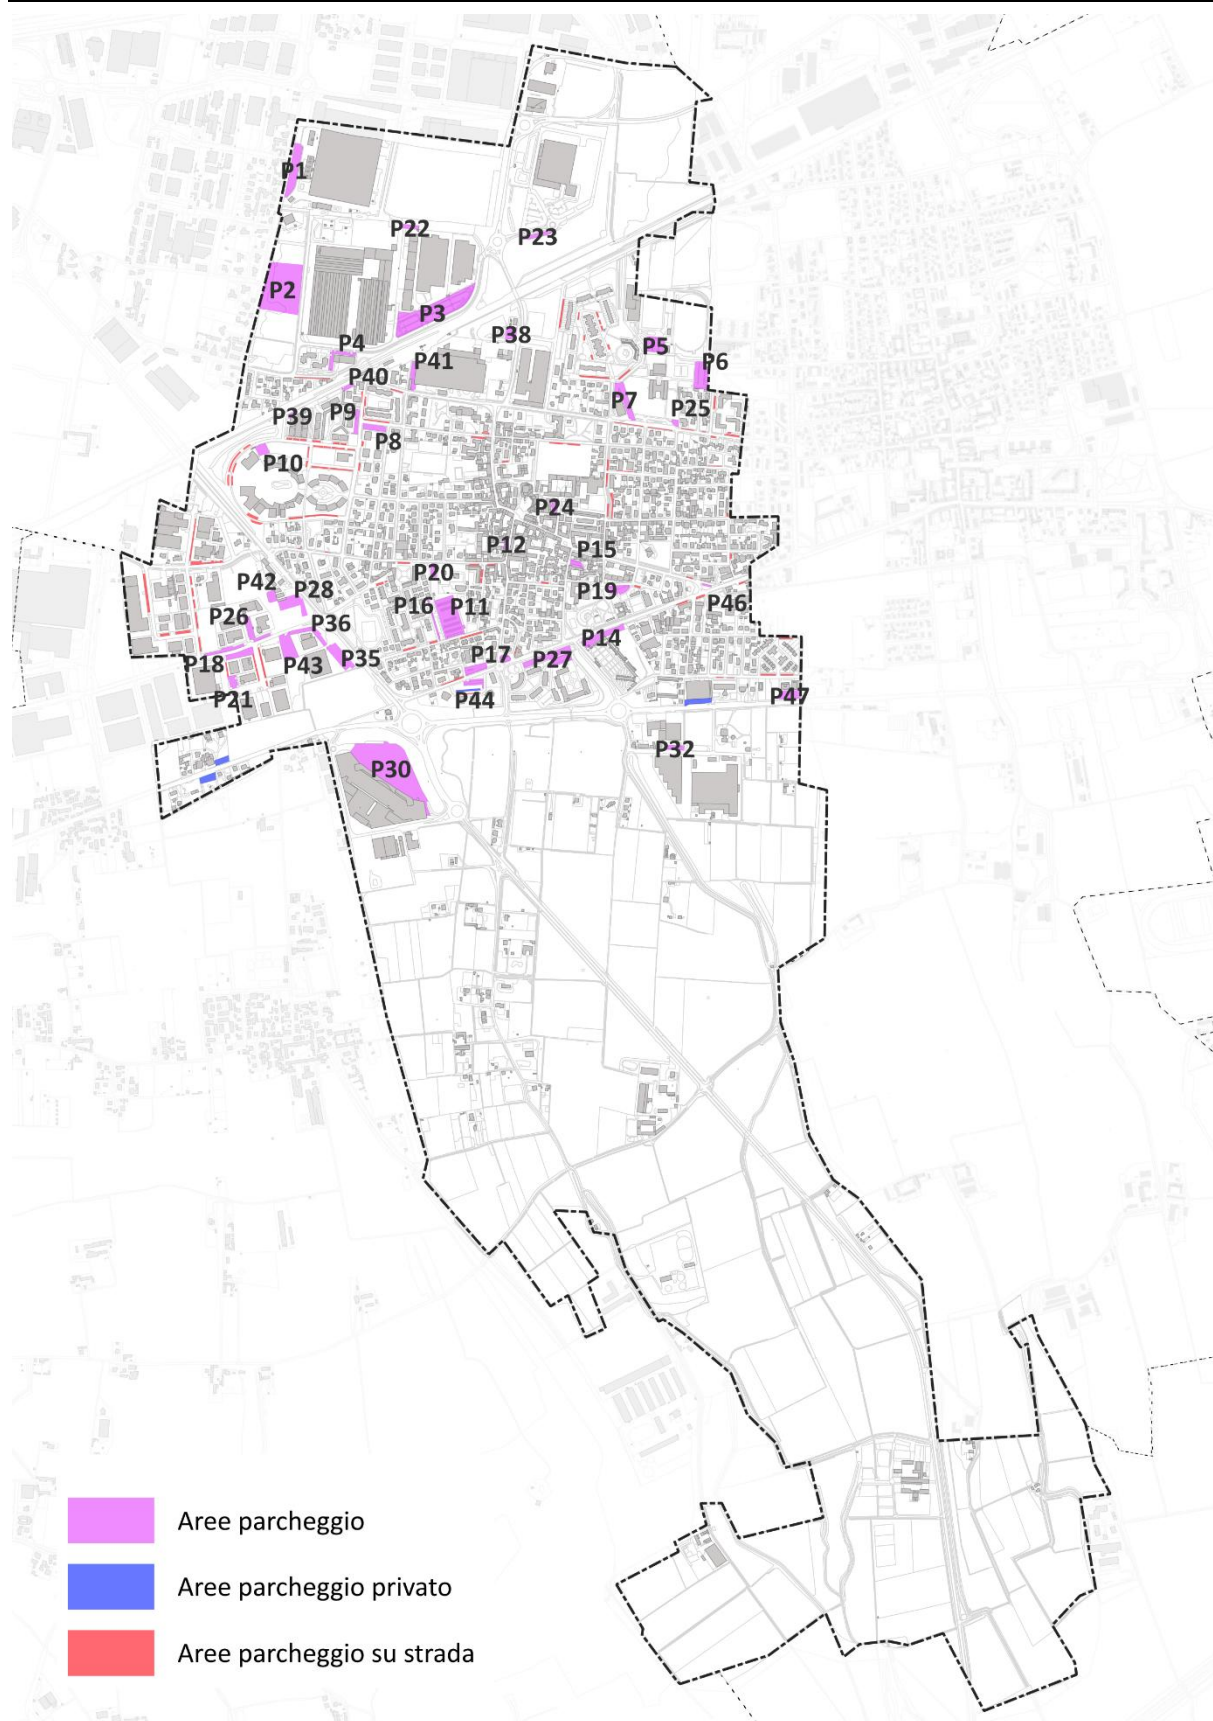 P1
P22
P23
P2
P3
P38
P4
P5
P41
P6
P40
P7
P25
P39
P9
P8
P10
P24
P12
P15
P20
P42
P28
P19
P16
P11
P46
P26
P36
P14
P18
P43
P35
P17
P27
P21
P44
P47
P32
P30
Aree parcheggio
Aree parcheggio privato
Aree parcheggio su strada